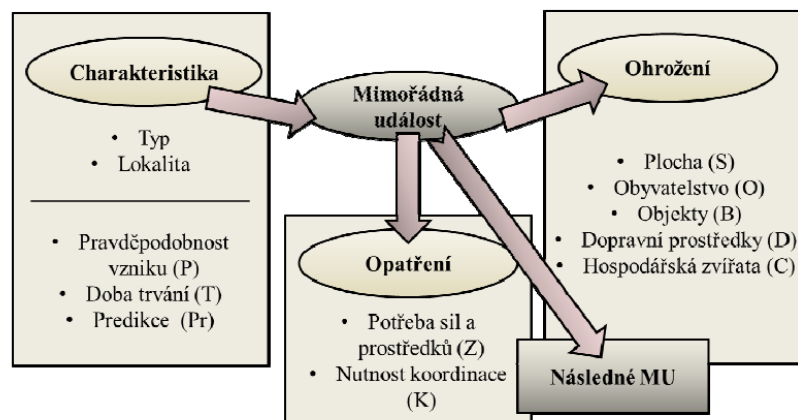 Charakteristika
• Typ
• Lokalita
• Pravděpodobnost
vzniku (P)
• Doba trvání (T)
• Predikce (Pr)
Mimořádná
událost
Opatření
• Potřeba sil a
prostředků (Z)
• Nutnost koordinace
(K)
Ohrožení
• Plocha (S)
• Obyvatelstvo (O)
• Objekty (B)
• Dopravní prostředky (D)
• Hospodářská zvířata (C)
Následné MU